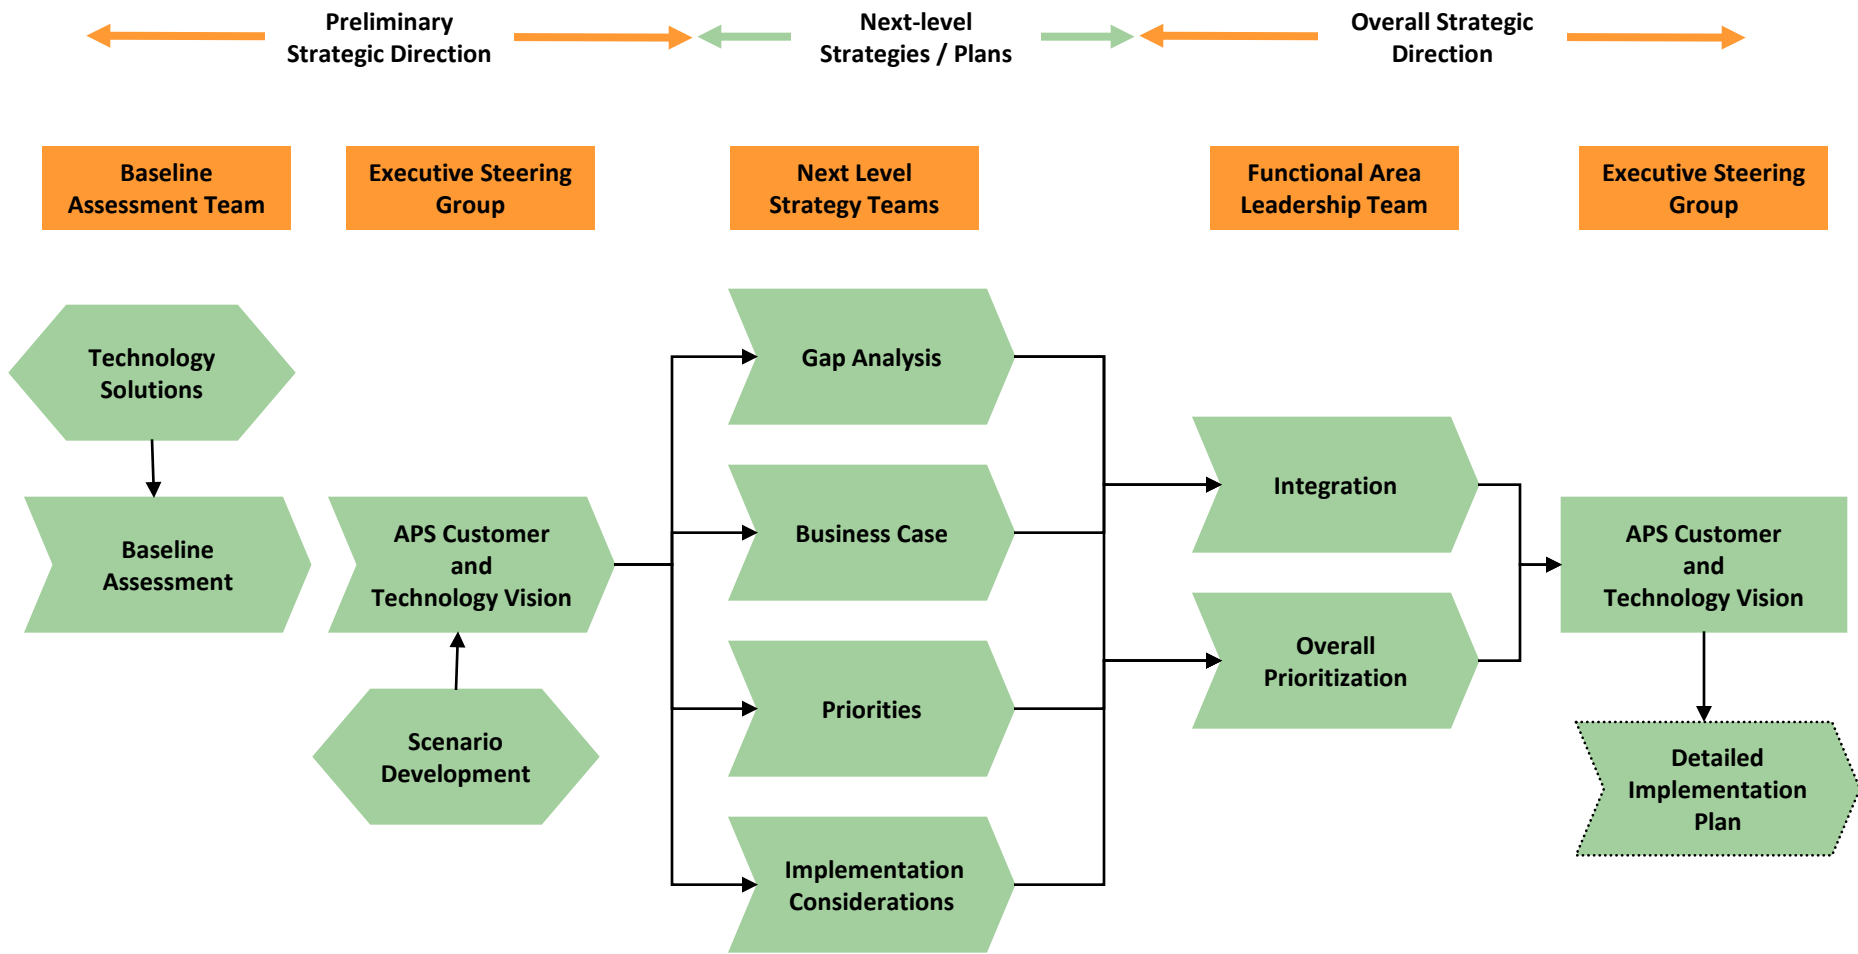 Preliminary
Strategic Direction
Next-level
Strategies / Plans
Overall Strategic
Direction
Baseline
Assessment Team
Executive Steering
Group
Next Level
Strategy Teams
Functional Area
Leadership Team
Executive Steering
Group
Technology
Solutions
Baseline
Assessment
APS Customer
and
Technology Vision
Scenario
Development
Gap Analysis
Business Case
Priorities
Implementation
Considerations
Integration
Overall
Prioritization
APS Customer
and
Technology Vision
Detailed
Implementation
Plan